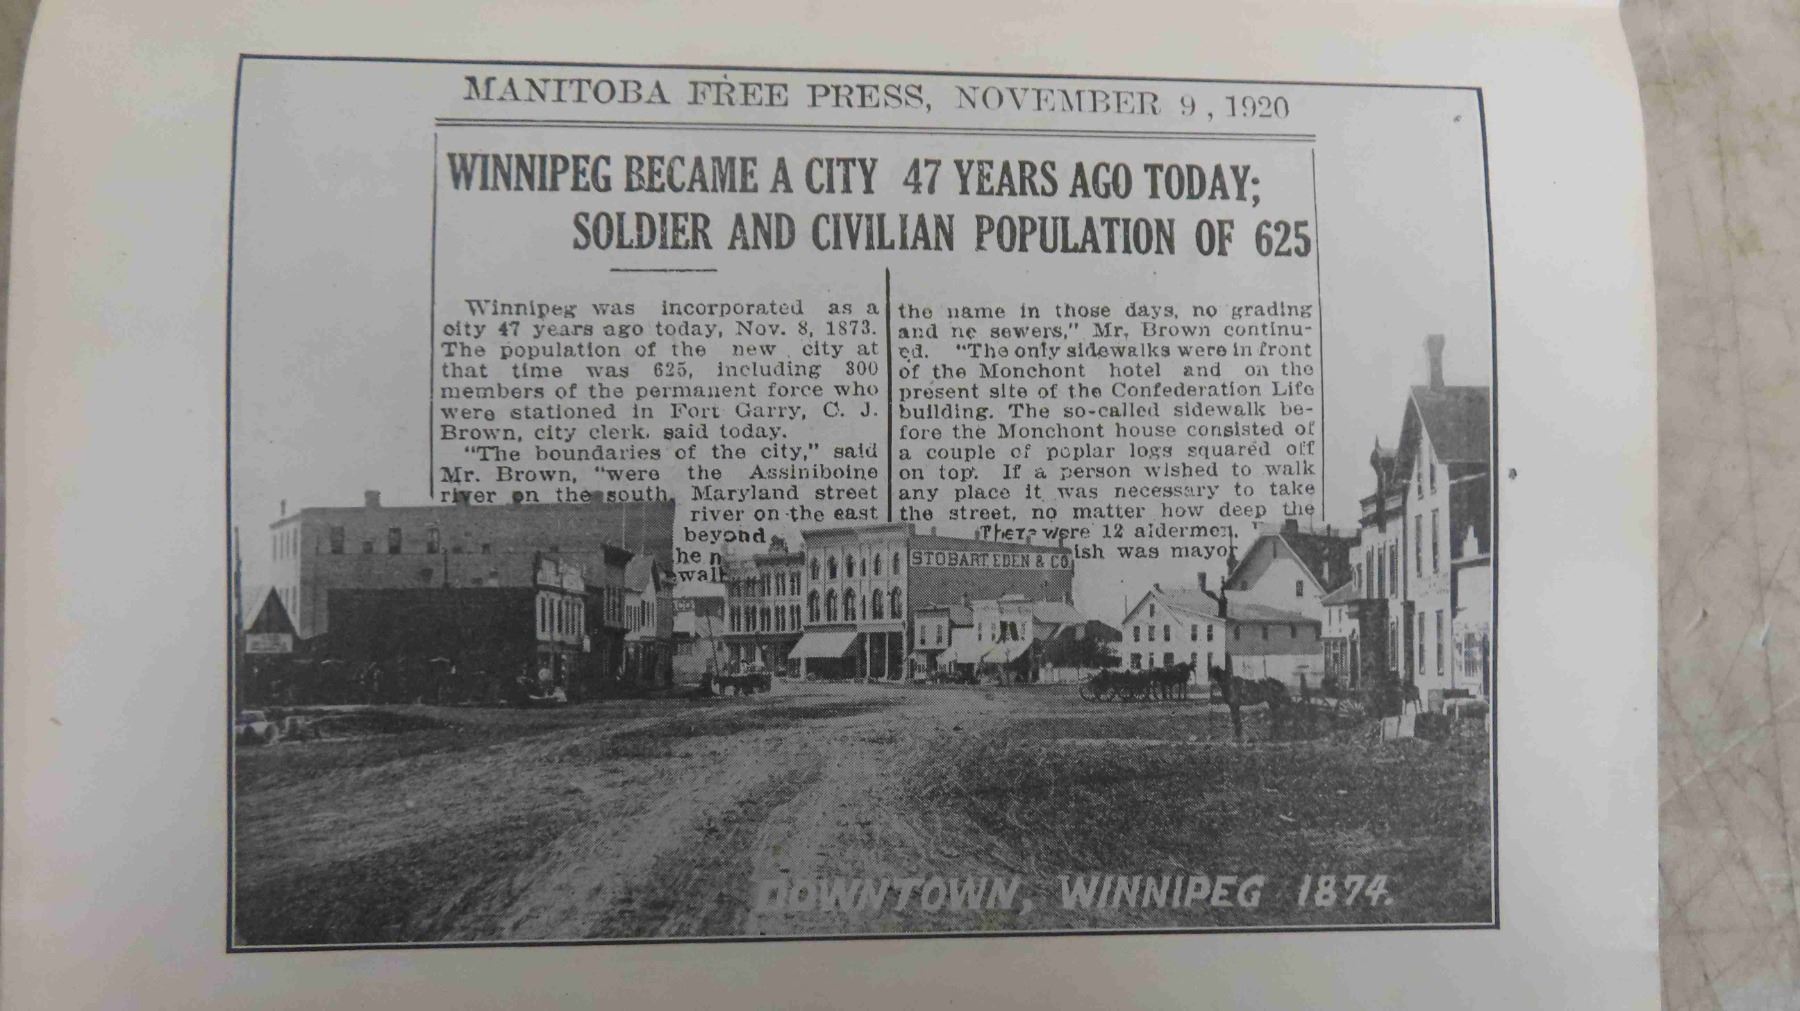 MANITOBA FREE PRESS, NOVEMBER 9, 1920
WINNIPEG BECAME A CITY 47 YEARS AGO TODAY;
SOLDIER AND CIVILIAN POPULATION OF 625
Winnipeg was incorporated as a
city 47 years ago today, Nov. 8, 1873.
The population of the new city at
that time was 625, including 300
members of the permanent force who
were stationed in Fort Garry, C. J.
Brown, city clerk, said today.
"The boundaries of the city," said
Mr. Brown, "were the Assiniboine
river on the south, Maryland street
river on the east
beyond
he n
wall
the name in those days, no grading
and no sewers," Mr. Brown continu-
ed. "The only sidewalks were in front
of the Monchont hotel and on the
present site of the Confederation Life
building. The so-called sidewalk be-
fore the Monchont house consisted of
a couple of poplar logs squared off
on top. If a person wished to walk
any place it was necessary to take
the street, no matter how deep the
There were 12 aldermen.
ish was mayor
STOBART, EDEN & CO.
DOWNTOWN, WINNIPEG 1874.